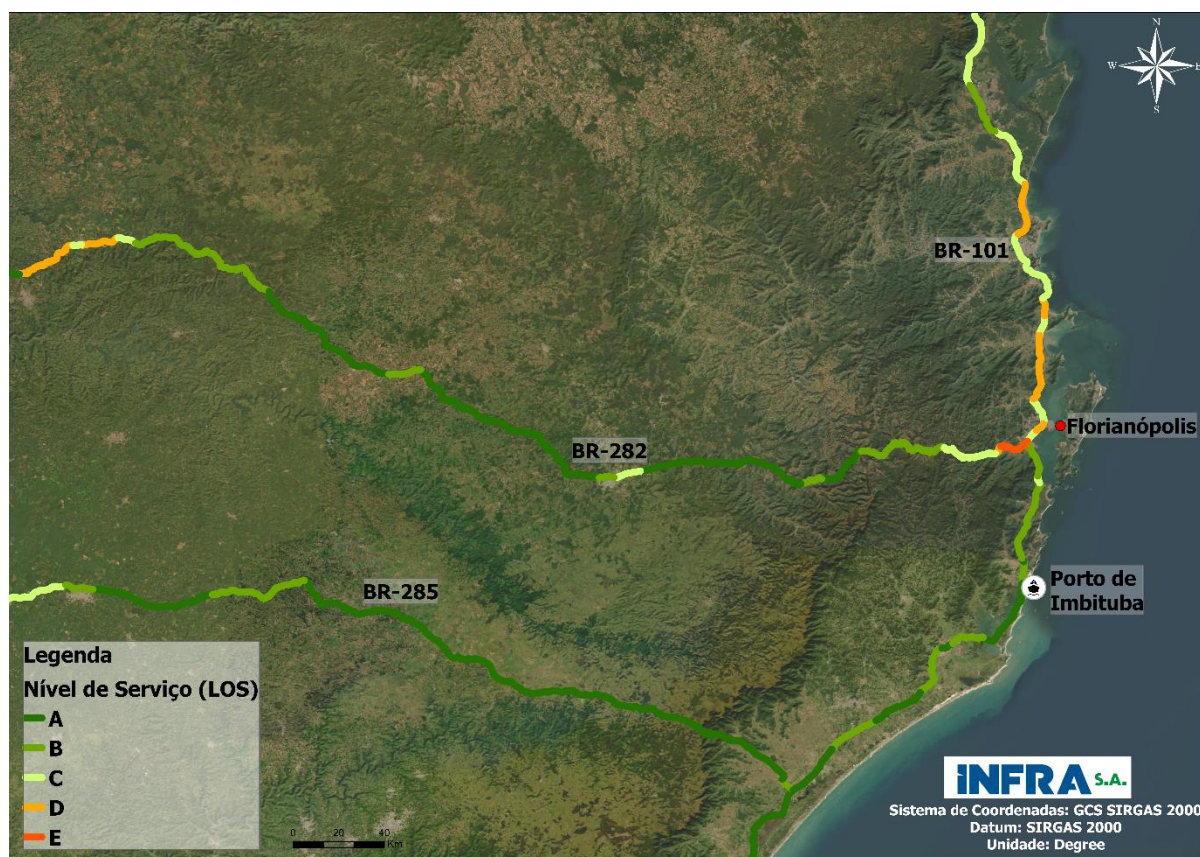 N
W
E
S
BR-101
Florianópolis
BR-282
Porto de
Imbituba
BR-285
Legenda
Nível de Serviço (LOS)
A
B
C
D
E
0 20 40
Km
iNFRA S.A.
Sistema de Coordenadas: GCS SIRGAS 2000
Datum: SIRGAS 2000
Unidade: Degree